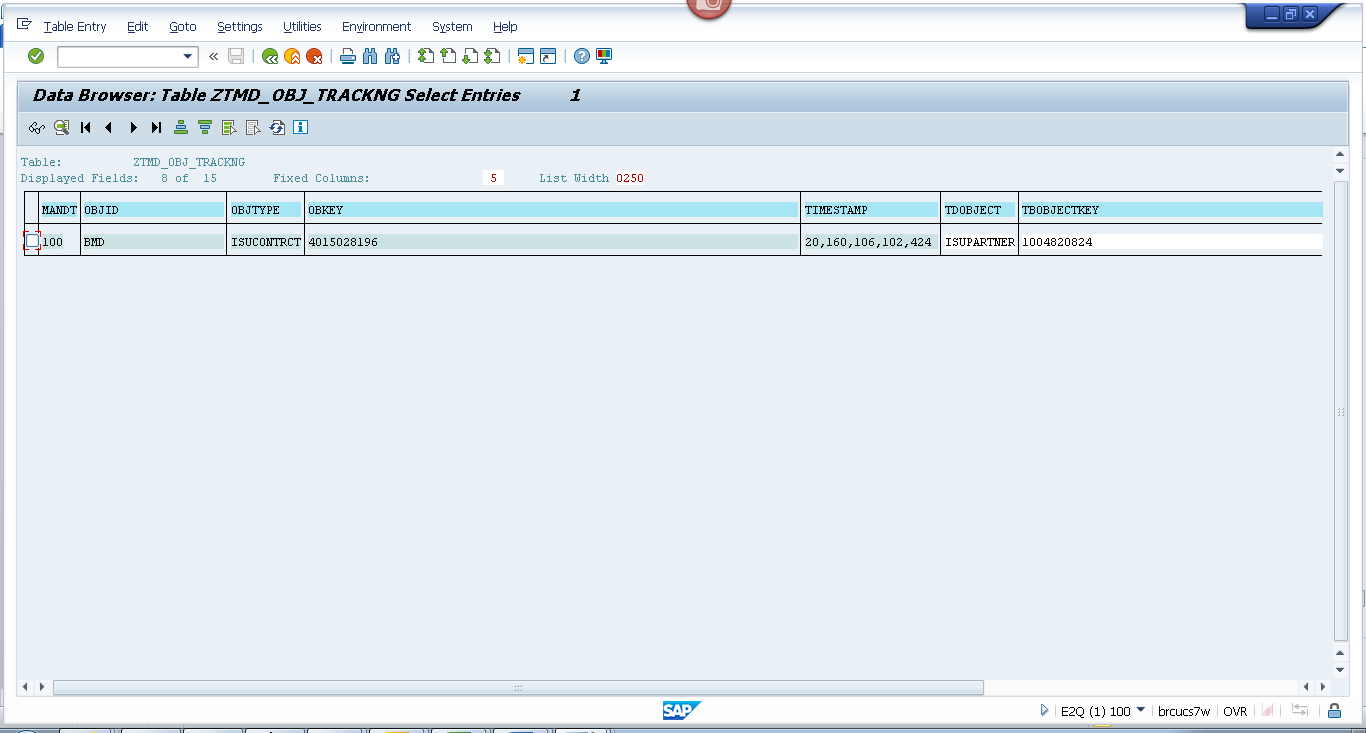 Table Entry Edit Goto Settings Utilities Environment System Help
Data Browser: Table ZTMD_OBJ_TRACKNG Select Entries 1
Table: ZTMD_OBJ_TRACKNG
Displayed Fields: 8 of 15 Fixed Columns: 5 List Width 0250
MANDT OBJID OBJTYPE OBKEY TIMESTAMP TDOBJECT TBOBJECTKEY
100 BMD ISUCONTRCT 4015028196 20,160,106,102,424 ISUPARTNER 1004820824
SAP E2Q (1) 100 brcucs7w OVR